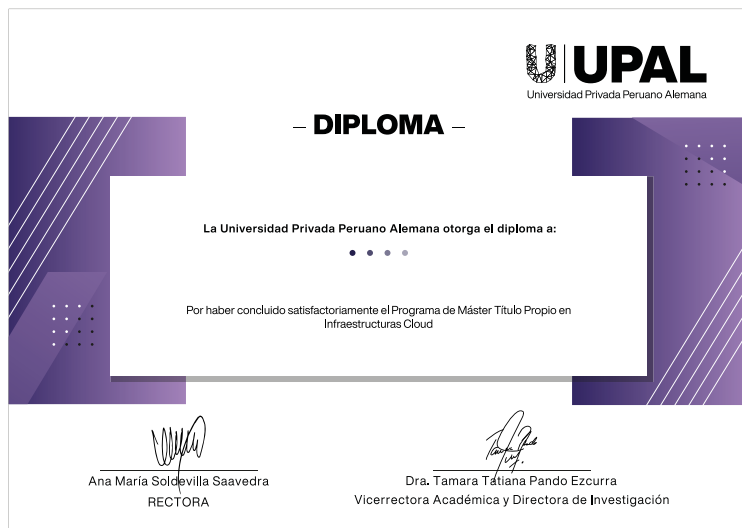 UPAL
Universidad Privada Peruano Alemana
– DIPLOMA –
La Universidad Privada Peruano Alemana otorga el diploma a:
Por haber concluido satisfactoriamente el Programa de Máster Título Propio en
Infraestructuras Cloud
Ana María Soldevilla Saavedra
RECTORA
Dra. Tamara Tatiana Pando Ezcurra
Vicerrectora Académica y Directora de Investigación